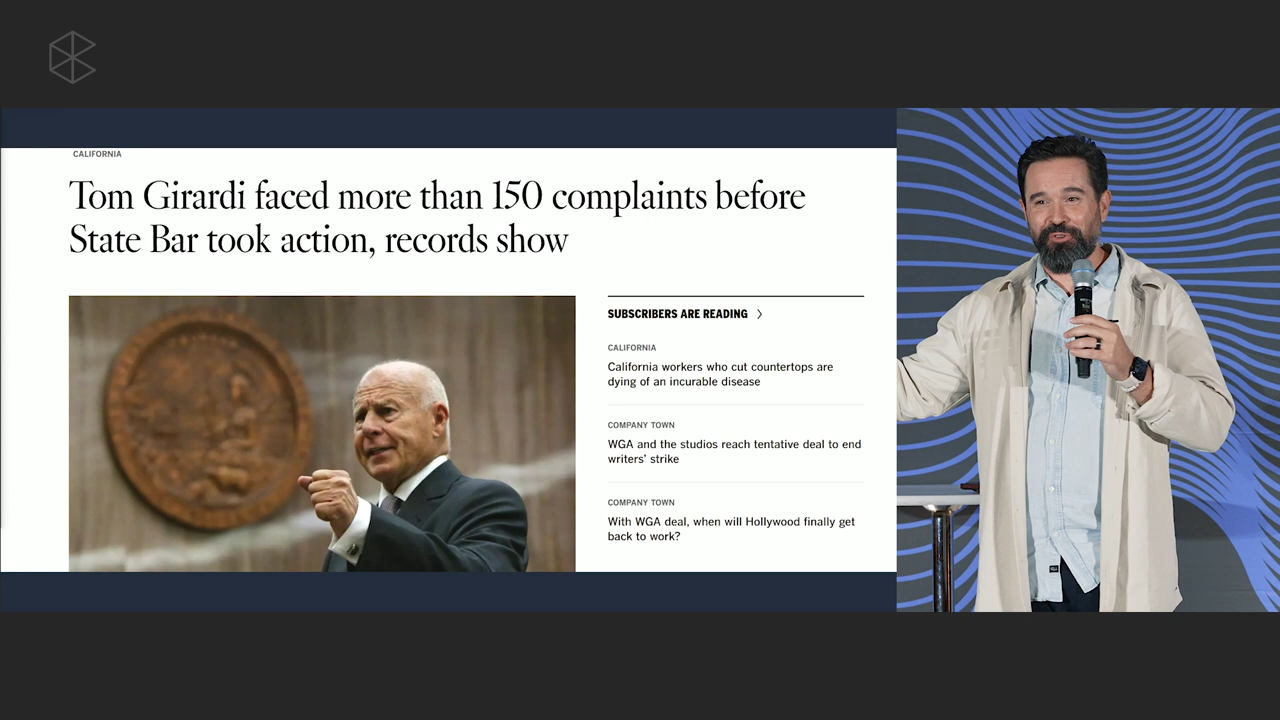 CALIFORNIA
Tom Girardi faced more than 150 complaints before
State Bar took action, records show
SUBSCRIBERS ARE READING
CALIFORNIA
California workers who cut countertops are
dying of an incurable disease
COMPANY TOWN
WGA and the studios reach tentative deal to end
writers’ strike
COMPANY TOWN
With WGA deal, when will Hollywood finally get
back to work?